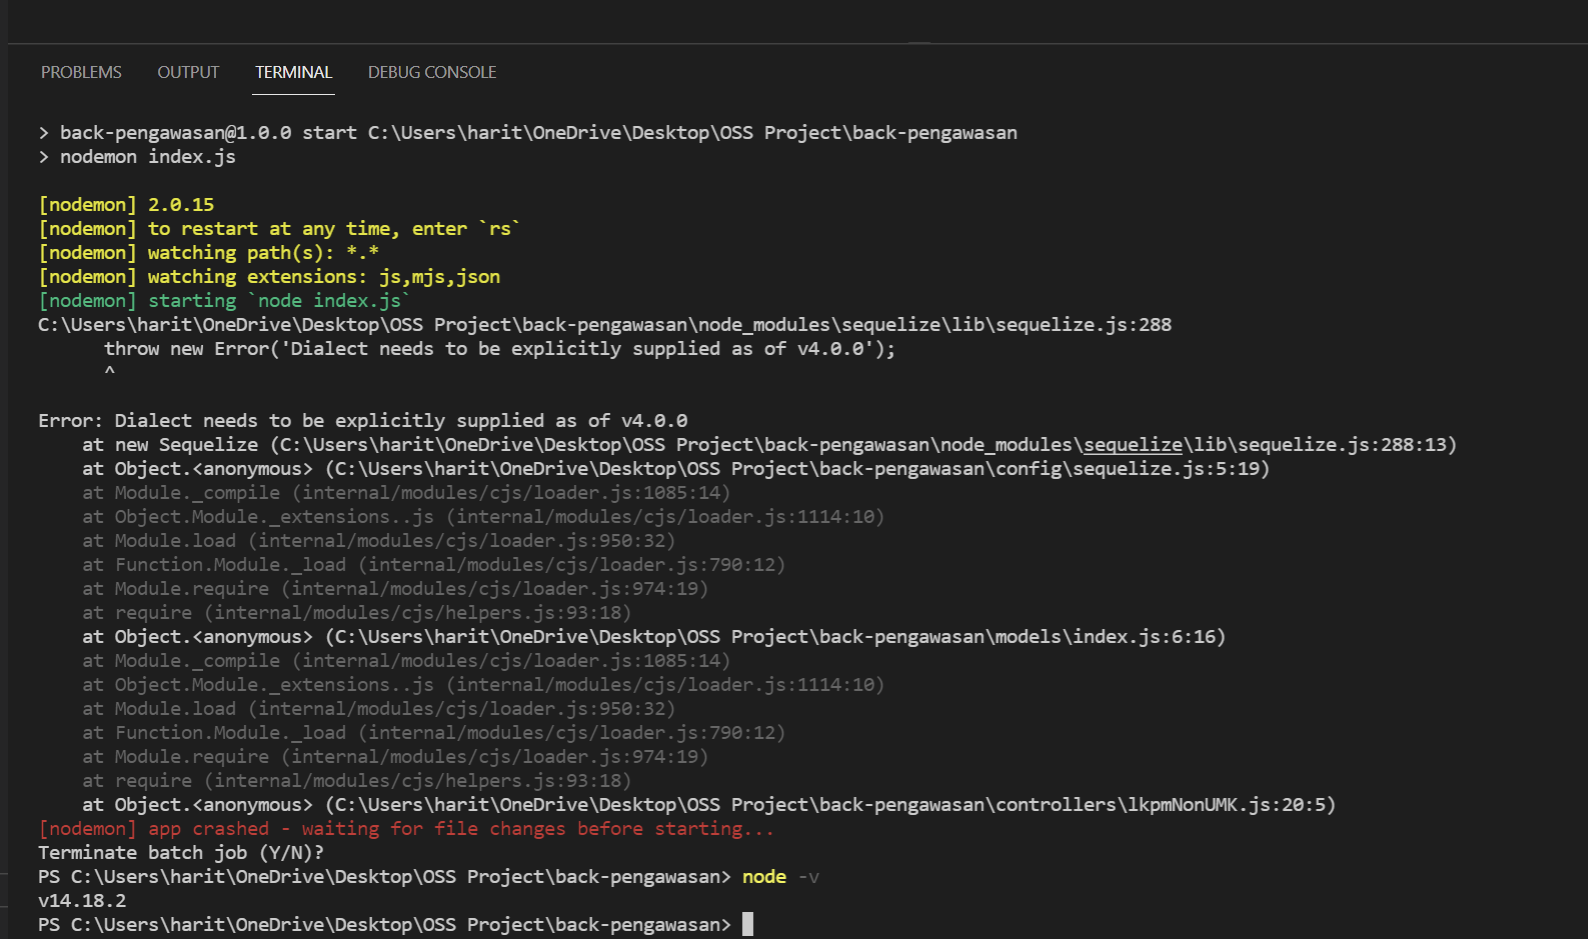 PROBLEMS OUTPUT TERMINAL DEBUG CONSOLE
> back-pengawasan@1.0.0 start C:\Users\harit\OneDrive\Desktop\OSS Project\back-pengawasan
> nodemon index.js
[nodemon] 2.0.15
[nodemon] to restart at any time, enter `rs`
[nodemon] watching path(s): *.*
[nodemon] watching extensions: js,mjs,json
[nodemon] starting `node index.js`
C:\Users\harit\OneDrive\Desktop\OSS Project\back-pengawasan\node_modules\sequelize\lib\sequelize.js:288
throw new Error('Dialect needs to be explicitly supplied as of v4.0.0');
^
Error: Dialect needs to be explicitly supplied as of v4.0.0
at new Sequelize (C:\Users\harit\OneDrive\Desktop\OSS Project\back-pengawasan\node_modules\sequelize\lib\sequelize.js:288:13)
at Object.<anonymous> (C:\Users\harit\OneDrive\Desktop\OSS Project\back-pengawasan\config\sequelize.js:5:19)
at Module._compile (internal/modules/cjs/loader.js:1085:14)
at Object.Module._extensions..js (internal/modules/cjs/loader.js:1114:10)
at Module.load (internal/modules/cjs/loader.js:950:32)
at Function.Module._load (internal/modules/cjs/loader.js:790:12)
at Module.require (internal/modules/cjs/loader.js:974:19)
at require (internal/modules/cjs/helpers.js:93:18)
at Object.<anonymous> (C:\Users\harit\OneDrive\Desktop\OSS Project\back-pengawasan\models\index.js:6:16)
at Module._compile (internal/modules/cjs/loader.js:1085:14)
at Object.Module._extensions..js (internal/modules/cjs/loader.js:1114:10)
at Module.load (internal/modules/cjs/loader.js:950:32)
at Function.Module._load (internal/modules/cjs/loader.js:790:12)
at Module.require (internal/modules/cjs/loader.js:974:19)
at require (internal/modules/cjs/helpers.js:93:18)
at Object.<anonymous> (C:\Users\harit\OneDrive\Desktop\OSS Project\back-pengawasan\controllers\lkpmNonUMK.js:20:5)
[nodemon] app crashed - waiting for file changes before starting...
Terminate batch job (Y/N)?
PS C:\Users\harit\OneDrive\Desktop\OSS Project\back-pengawasan> node -v
v14.18.2
PS C:\Users\harit\OneDrive\Desktop\OSS Project\back-pengawasan>